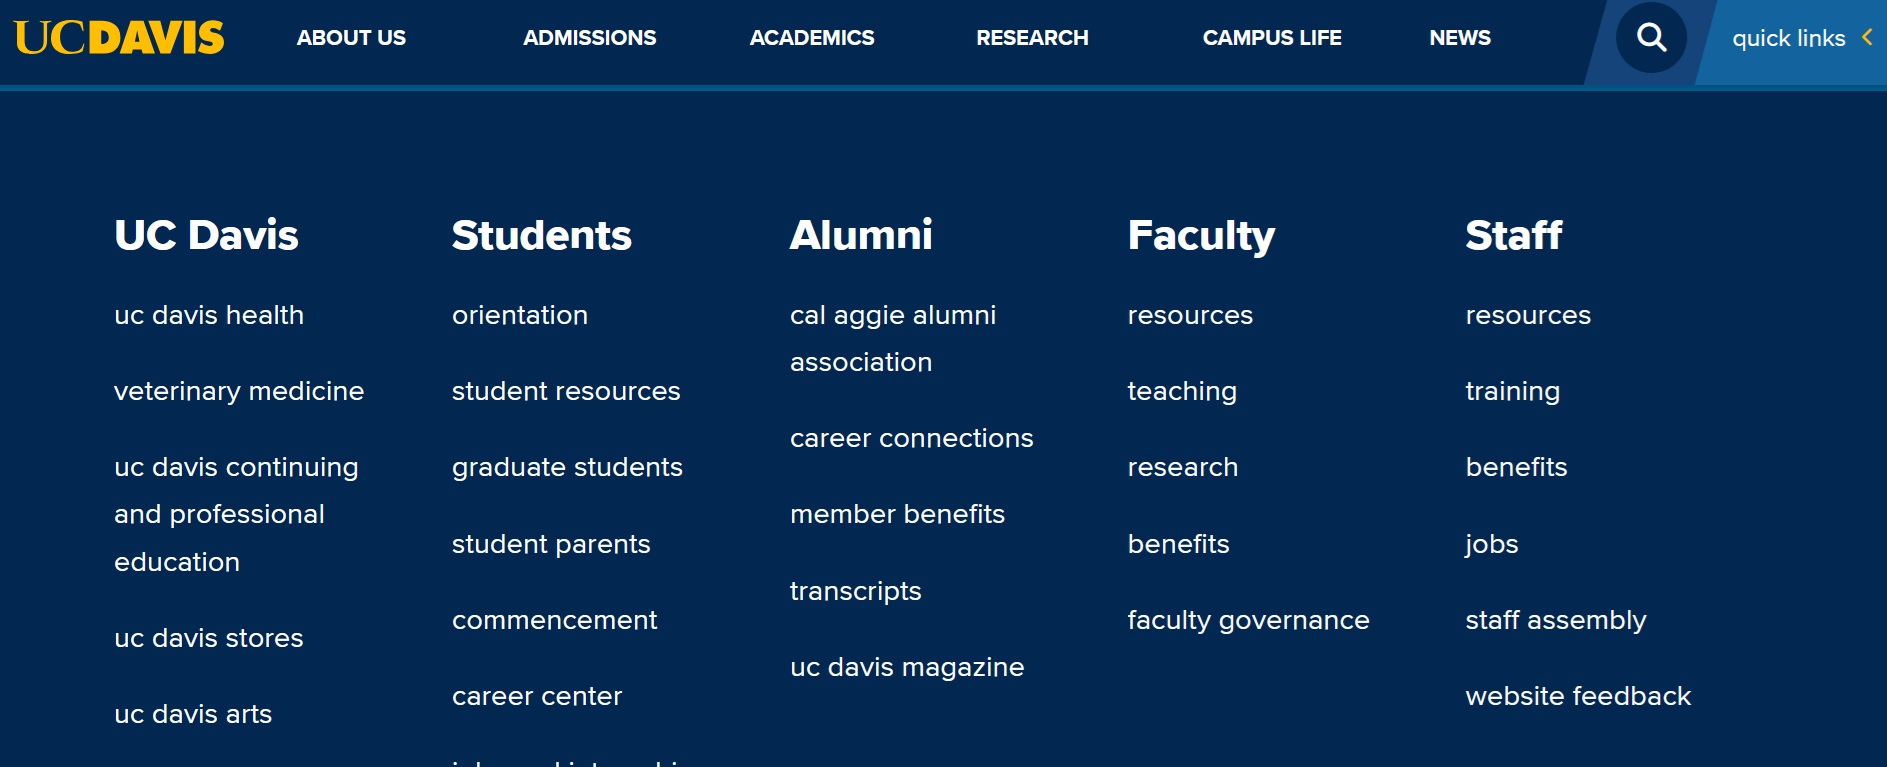 UCDAVIS
ABOUT US
ADMISSIONS
ACADEMICS
RESEARCH
CAMPUS LIFE
NEWS
quick links
UC Davis
uc davis health
veterinary medicine
uc davis continuing
and professional
education
uc davis stores
uc davis arts
Students
orientation
student resources
graduate students
student parents
commencement
career center
Alumni
cal aggie alumni
association
career connections
member benefits
transcripts
uc davis magazine
Faculty
resources
teaching
research
benefits
faculty governance
Staff
resources
training
benefits
jobs
staff assembly
website feedback